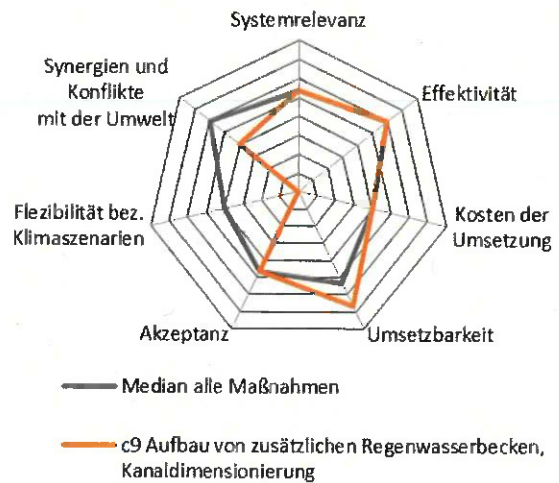 Systemrelevanz
Synergien und
Konflikte
mit der Umwelt
Effektivität
Flezibilität bez.
Klimaszenarien
Kosten der
Umsetzung
Akzeptanz
Umsetzbarkeit
Median alle Maßnahmen
c9 Aufbau von zusätzlichen Regenwasserbecken,
Kanaldimensionierung